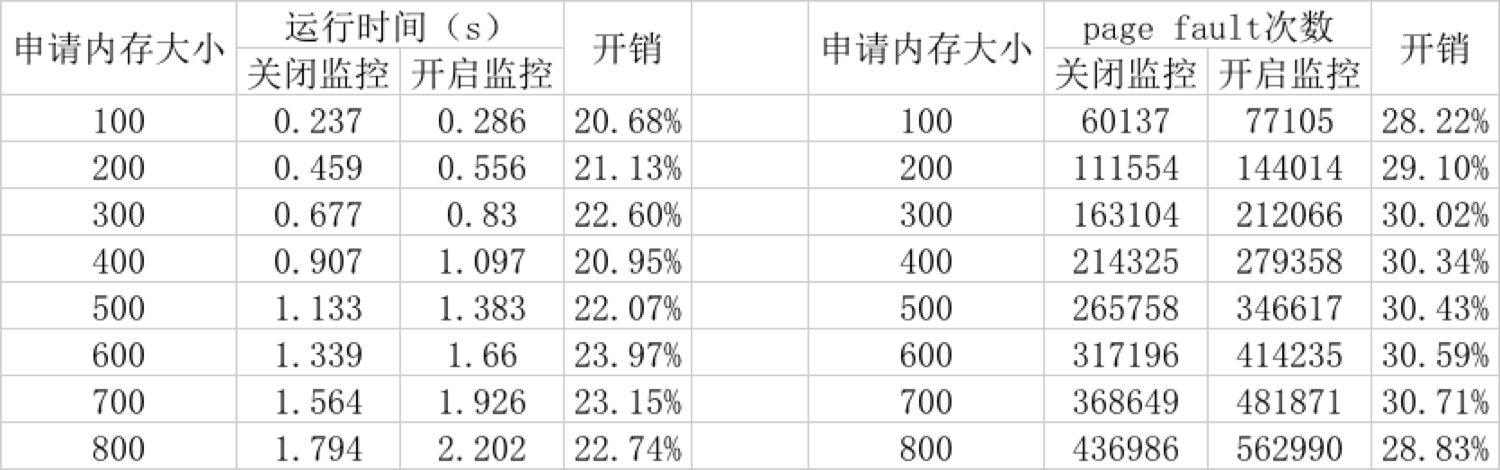 申请内存大小 运行时间（s） 开销 申请内存大小 page fault次数 开销
关闭监控 开启监控 关闭监控 开启监控
100 0.237 0.286 20.68% 100 60137 77105 28.22%
200 0.459 0.556 21.13% 200 111554 144014 29.10%
300 0.677 0.83 22.60% 300 163104 212066 30.02%
400 0.907 1.097 20.95% 400 214325 279358 30.34%
500 1.133 1.383 22.07% 500 265758 346617 30.43%
600 1.339 1.66 23.97% 600 317196 414235 30.59%
700 1.564 1.926 23.15% 700 368649 481871 30.71%
800 1.794 2.202 22.74% 800 436986 562990 28.83%